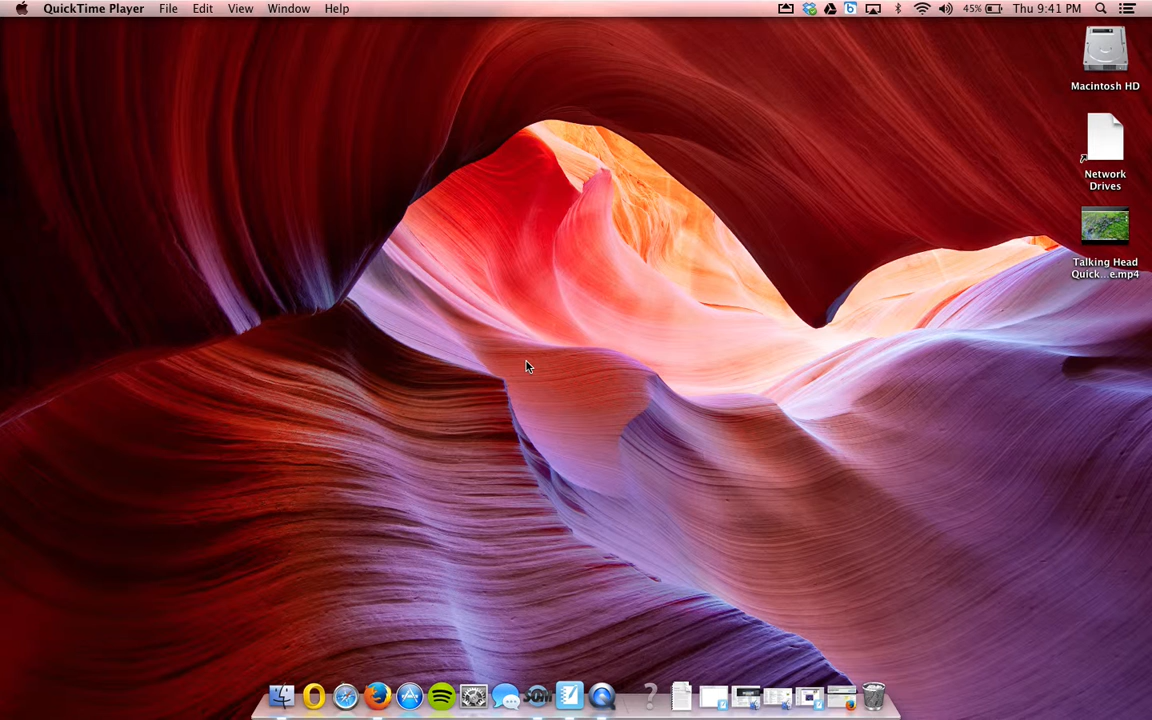 QuickTime Player File Edit View Window Help 45% Thu 9:41 PM
Macintosh HD
Network
Drives
Talking Head
Quick...e.mp4